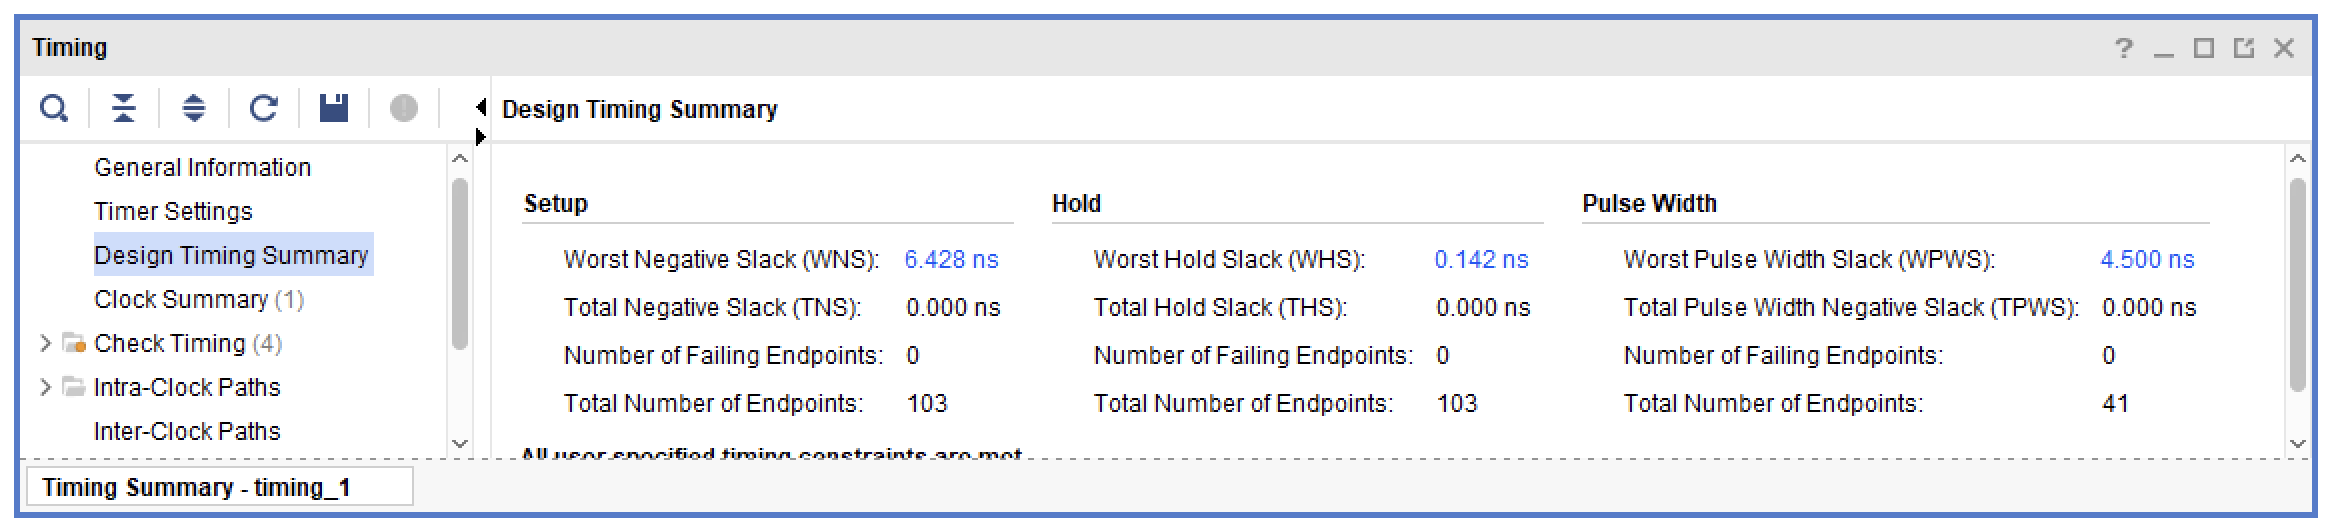 Timing
Design Timing Summary
General Information
Timer Settings
Design Timing Summary
Clock Summary (1)
Check Timing (4)
Intra-Clock Paths
Inter-Clock Paths
Setup
Worst Negative Slack (WNS): 6.428 ns
Total Negative Slack (TNS): 0.000 ns
Number of Failing Endpoints: 0
Total Number of Endpoints: 103
Hold
Worst Hold Slack (WHS): 0.142 ns
Total Hold Slack (THS): 0.000 ns
Number of Failing Endpoints: 0
Total Number of Endpoints: 103
Pulse Width
Worst Pulse Width Slack (WPWS): 4.500 ns
Total Pulse Width Negative Slack (TPWS): 0.000 ns
Number of Failing Endpoints: 0
Total Number of Endpoints: 41
All user specified timing constraints are met
Timing Summary - timing_1